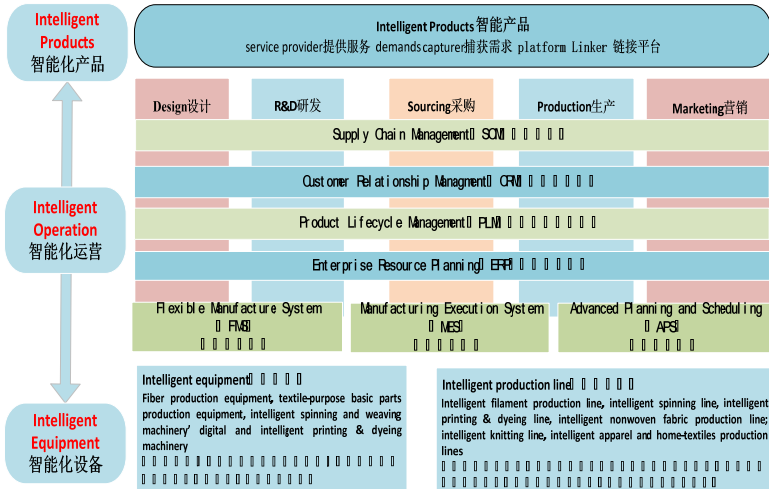 Intelligent
Products
智能化产品
Intelligent Products 智能产品
service provider提供服务 demands capturer捕获需求 platform Linker 链接平台
Design设计
R&D研发
Sourcing采购
Production生产
Marketing营销
Supply Chain Management SCM
Customer Relationship Managment CRM
Intelligent
Operation
智能化运营
Product Lifecycle Management PLM
Enterprise Resource Planning ERP
Flexible Manufacture System
FMS
Manufacturing Execution System
MES
Advanced Planning and Scheduling
APS
Intelligent
Equipment
智能化设备
Intelligent equipment
Fiber production equipment, textile-purpose basic parts
production equipment, intelligent spinning and weaving
machinery' digital and intelligent printing & dyeing
machinery
Intelligent production line
Intelligent filament production line, intelligent spinning line, intelligent
printing & dyeing line, intelligent nonwoven fabric production line;
intelligent knitting line, intelligent apparel and home-textiles production
lines